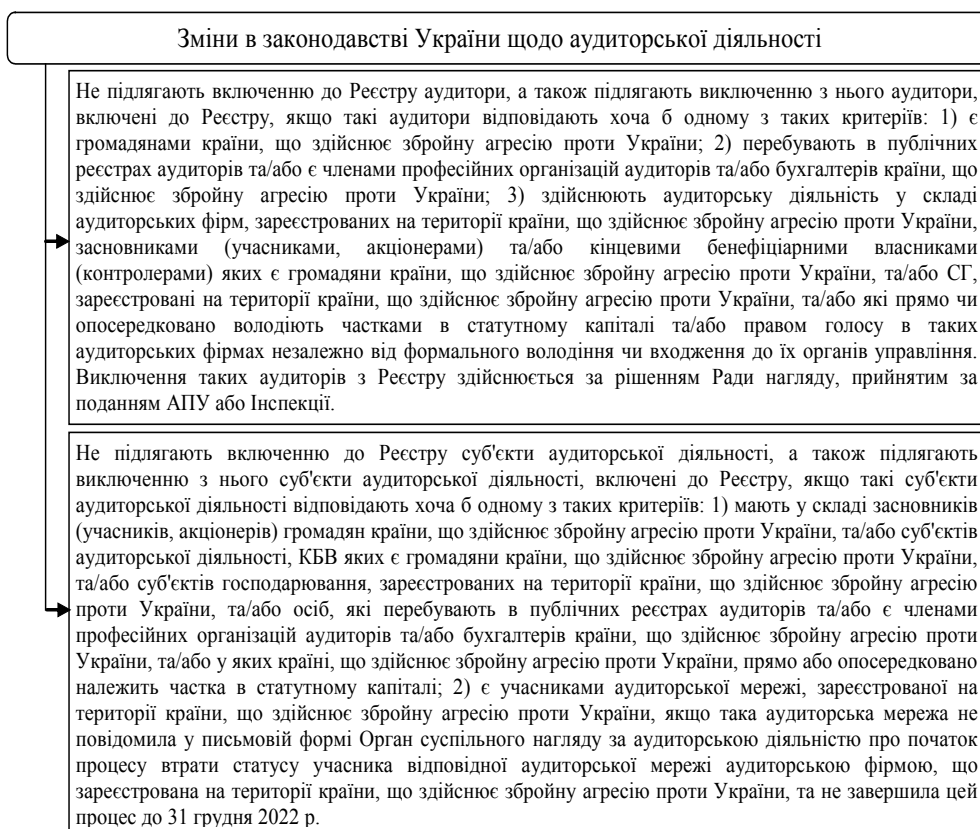 Зміни в законодавстві України щодо аудиторської діяльності
Не підлягають включенню до Реєстру аудитори, а також підлягають виключенню з нього аудитори,
включені до Реєстру, якщо такі аудитори відповідають хоча б одному з таких критеріїв: 1) є
громадянами країни, що здійснює збройну агресію проти України; 2) перебувають в публічних
реєстрах аудиторів та/або є членами професійних організацій аудиторів та/або бухгалтерів країни, що
здійснює збройну агресію проти України; 3) здійснюють аудиторську діяльність у складі
аудиторських фірм, зареєстрованих на території країни, що здійснює збройну агресію проти України,
засновниками (учасниками, акціонерами) та/або кінцевими бенефіціарними власниками
(контролерами) яких є громадяни країни, що здійснює збройну агресію проти України, та/або СГ,
зареєстровані на території країни, що здійснює збройну агресію проти України, та/або які прямо чи
опосередковано володіють частками в статутному капіталі та/або правом голосу в таких
аудиторських фірмах незалежно від формального володіння чи входження до їх органів управління.
Виключення таких аудиторів з Реєстру здійснюється за рішенням Ради нагляду, прийнятим за
поданням АПУ або Інспекції.
Не підлягають включенню до Реєстру суб'єкти аудиторської діяльності, а також підлягають
виключенню з нього суб'єкти аудиторської діяльності, включені до Реєстру, якщо такі суб'єкти
аудиторської діяльності відповідають хоча б одному з таких критеріїв: 1) мають у складі засновників
(учасників, акціонерів) громадян країни, що здійснює збройну агресію проти України, та/або суб'єктів
аудиторської діяльності, КБВ яких є громадяни країни, що здійснює збройну агресію проти України,
та/або суб'єктів господарювання, зареєстрованих на території країни, що здійснює збройну агресію
проти України, та/або осіб, які перебувають в публічних реєстрах аудиторів та/або є членами
професійних організацій аудиторів та/або бухгалтерів країни, що здійснює збройну агресію проти
України, та/або у яких країні, що здійснює збройну агресію проти України, прямо або опосередковано
належить частка в статутному капіталі; 2) є учасниками аудиторської мережі, зареєстрованої на
території країни, що здійснює збройну агресію проти України, якщо така аудиторська мережа не
повідомила у письмовій формі Орган суспільного нагляду за аудиторською діяльністю про початок
процесу втрати статусу учасника відповідної аудиторської мережі аудиторською фірмою, що
зареєстрована на території країни, що здійснює збройну агресію проти України, та не завершила цей
процес до 31 грудня 2022 р.